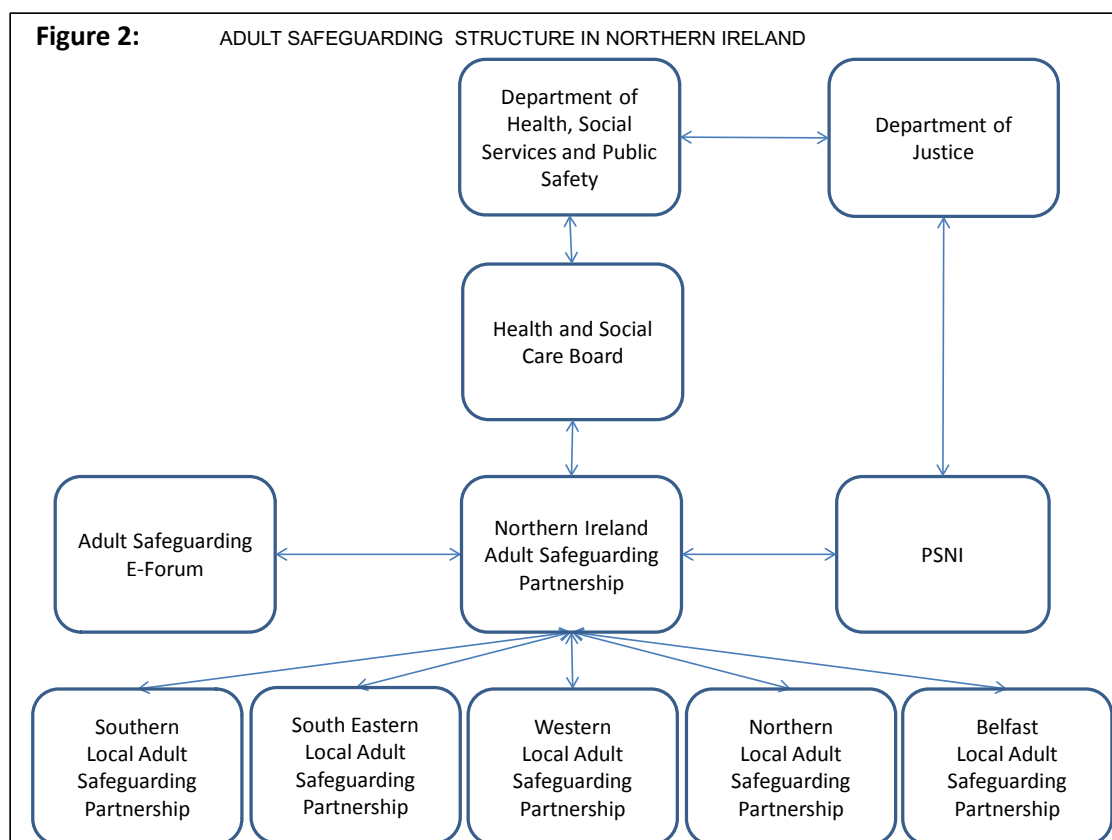 Figure 2: ADULT SAFEGUARDING STRUCTURE IN NORTHERN IRELAND
Department of
Health, Social
Services and Public
Safety
Department of
Justice
Health and Social
Care Board
Adult Safeguarding
E-Forum
Northern Ireland
Adult Safeguarding
Partnership
PSNI
Southern
Local Adult
Safeguarding
Partnership
South Eastern
Local Adult
Safeguarding
Partnership
Western
Local Adult
Safeguarding
Partnership
Northern
Local Adult
Safeguarding
Partnership
Belfast
Local Adult
Safeguarding
Partnership